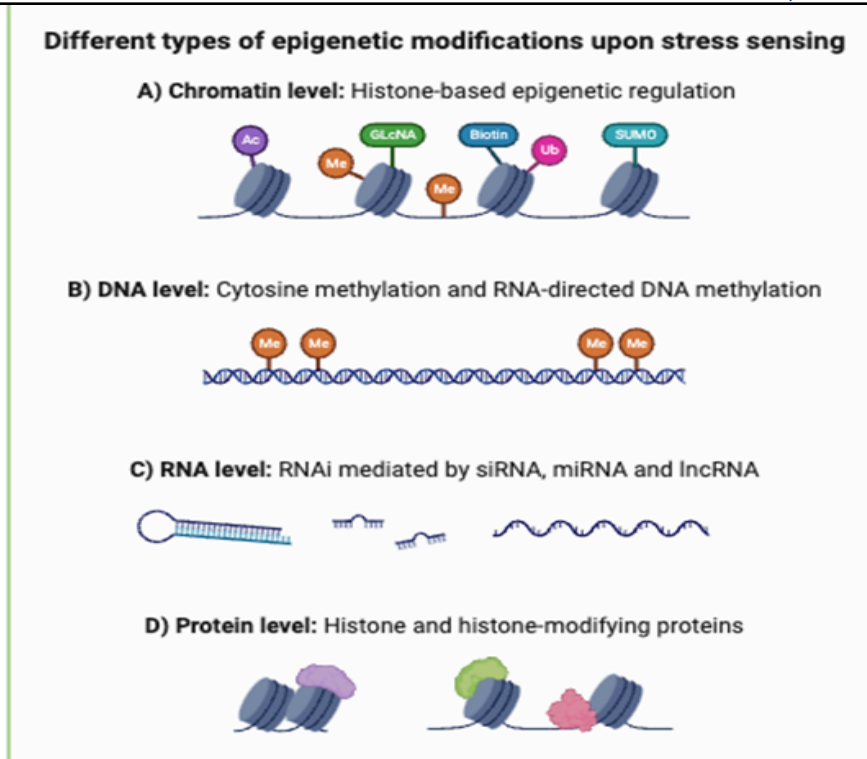 Different types of epigenetic modifications upon stress sensing
A) Chromatin level: Histone-based epigenetic regulation
Ac
Me
GLcNA
Me
Biotin
Ub
SUMO
B) DNA level: Cytosine methylation and RNA-directed DNA methylation
Me
Me
Me
Me
C) RNA level: RNAi mediated by siRNA, miRNA and lncRNA
D) Protein level: Histone and histone-modifying proteins